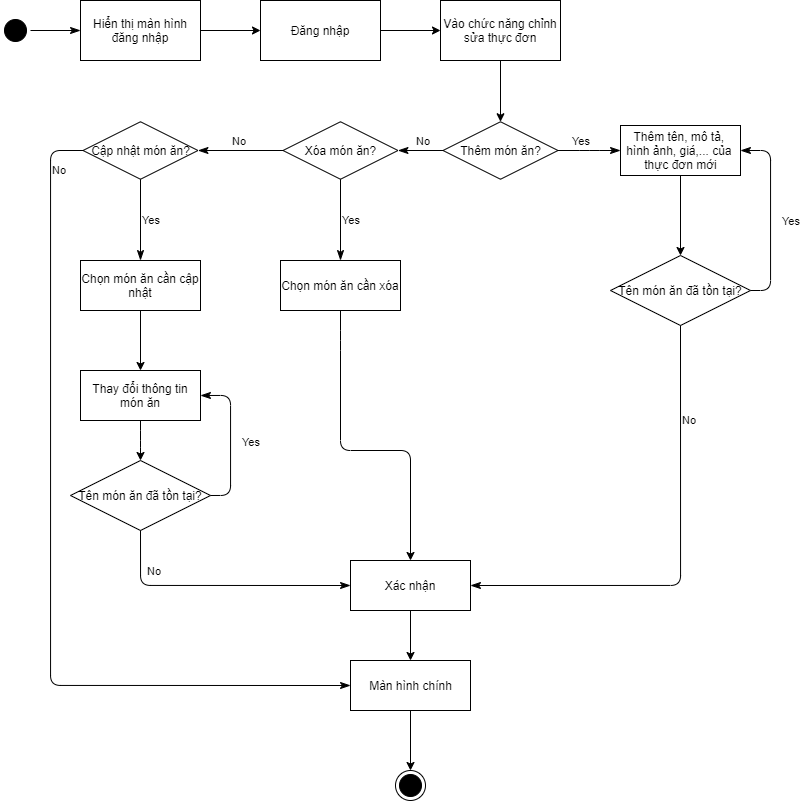 Hiển thị màn hình
đăng nhập
Đăng nhập
Vào chức năng chỉnh
sửa thực đơn
Cập nhật món ăn?
No
Xóa món ăn?
No
Thêm món ăn?
Yes
Thêm tên, mô tả,
hình ảnh, giá,... của
thực đơn mới
No
Yes
Yes
Yes
Chọn món ăn cần cập
nhật
Chọn món ăn cần xóa
Tên món ăn đã tồn tại?
Thay đổi thông tin
món ăn
Yes
No
Tên món ăn đã tồn tại?
No
Xác nhận
Màn hình chính